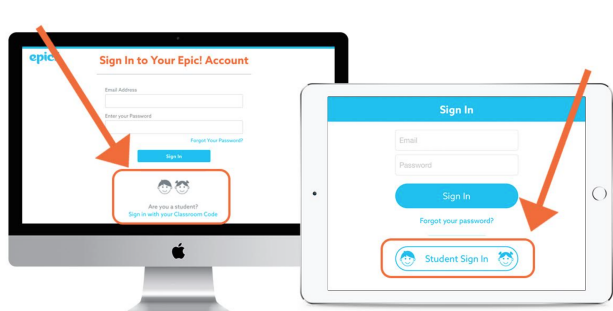 epic!
Sign In to Your Epic! Account
Email Address
Enter your Password
Forgot Your Password?
Sign In
Are you a student?
Sign in with your Classroom Code
Sign In
Email
Password
Sign In
Forgot your password?
Student Sign In